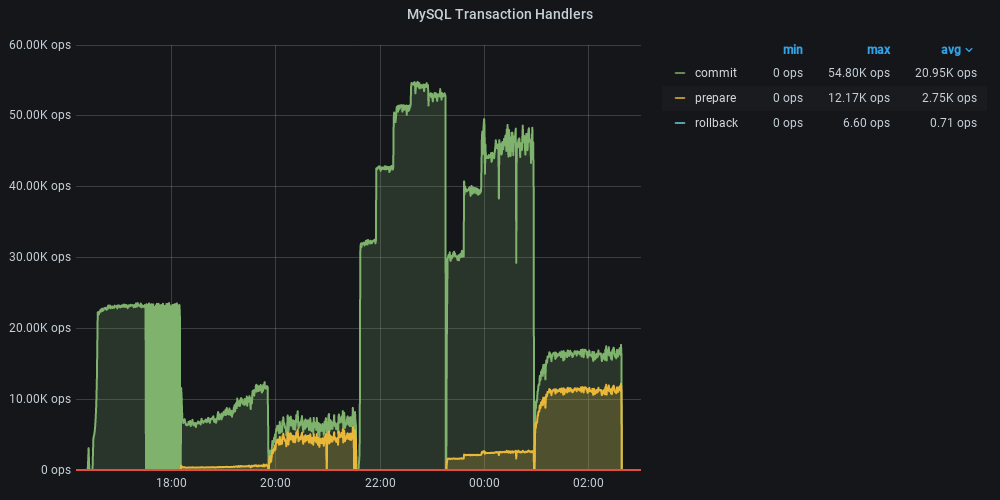 MySQL Transaction Handlers
60.00K ops
50.00K ops
40.00K ops
30.00K ops
20.00K ops
10.00K ops
0 ops
18:00 20:00 22:00 00:00 02:00
min max avg
commit 0 ops 54.80K ops 20.95K ops
prepare 0 ops 12.17K ops 2.75K ops
rollback 0 ops 6.60 ops 0.71 ops